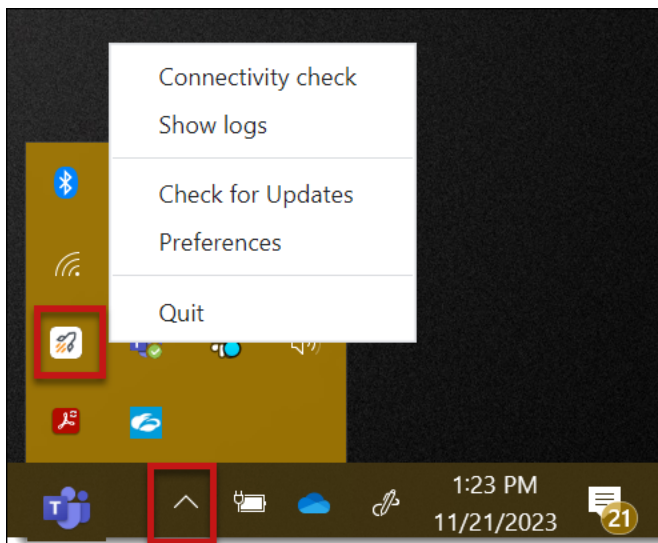 Connectivity check
Show logs
Check for Updates
Preferences
Quit
T
1:23 PM
11/21/2023
21